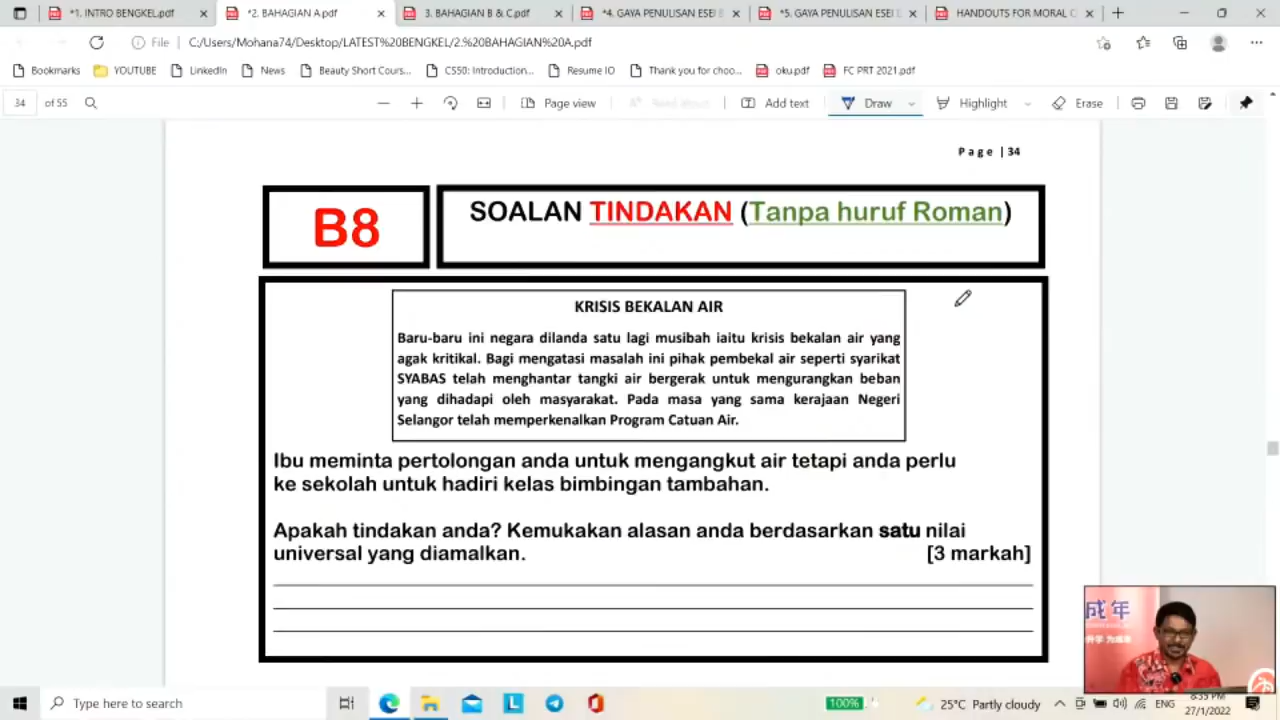 *1. INTRO BENGKEL.pdf
*2. BAHAGIAN A.pdf
3. BAHAGIAN B & C.pdf
*4. GAYA PENULISAN ESEI B
*5. GAYA PENULISAN ESEI
HANDOUTS FOR MORAL
File
C:/Users/Mohana74/Desktop/LATEST%20BENGKEL/2.%20BAHAGIAN%20A.pdf
Bookmarks
YOUTUBE
LinkedIn
News
Beauty Short Cours...
CS50: Introduction...
Resume IO
Thank you for choo...
oku.pdf
FC PRT 2021.pdf
34 of 55
Page view
Read aloud
Add text
Draw
Highlight
Erase
Page | 34
B8
SOALAN TINDAKAN (Tanpa huruf Roman)
KRISIS BEKALAN AIR
Baru-baru ini negara dilanda satu lagi musibah iaitu krisis bekalan air yang
agak kritikal. Bagi mengatasi masalah ini pihak pembekal air seperti syarikat
SYABAS telah menghantar tangki air bergerak untuk mengurangkan beban
yang dihadapi oleh masyarakat. Pada masa yang sama kerajaan Negeri
Selangor telah memperkenalkan Program Catuan Air.
Ibu meminta pertolongan anda untuk mengangkut air tetapi anda perlu
ke sekolah untuk hadiri kelas bimbingan tambahan.
Apakah tindakan anda? Kemukakan alasan anda berdasarkan satu nilai
universal yang diamalkan. [3 markah]
成年
Type here to search
100%
25°C Partly cloudy
ENG
8:35 PM
27/1/2022